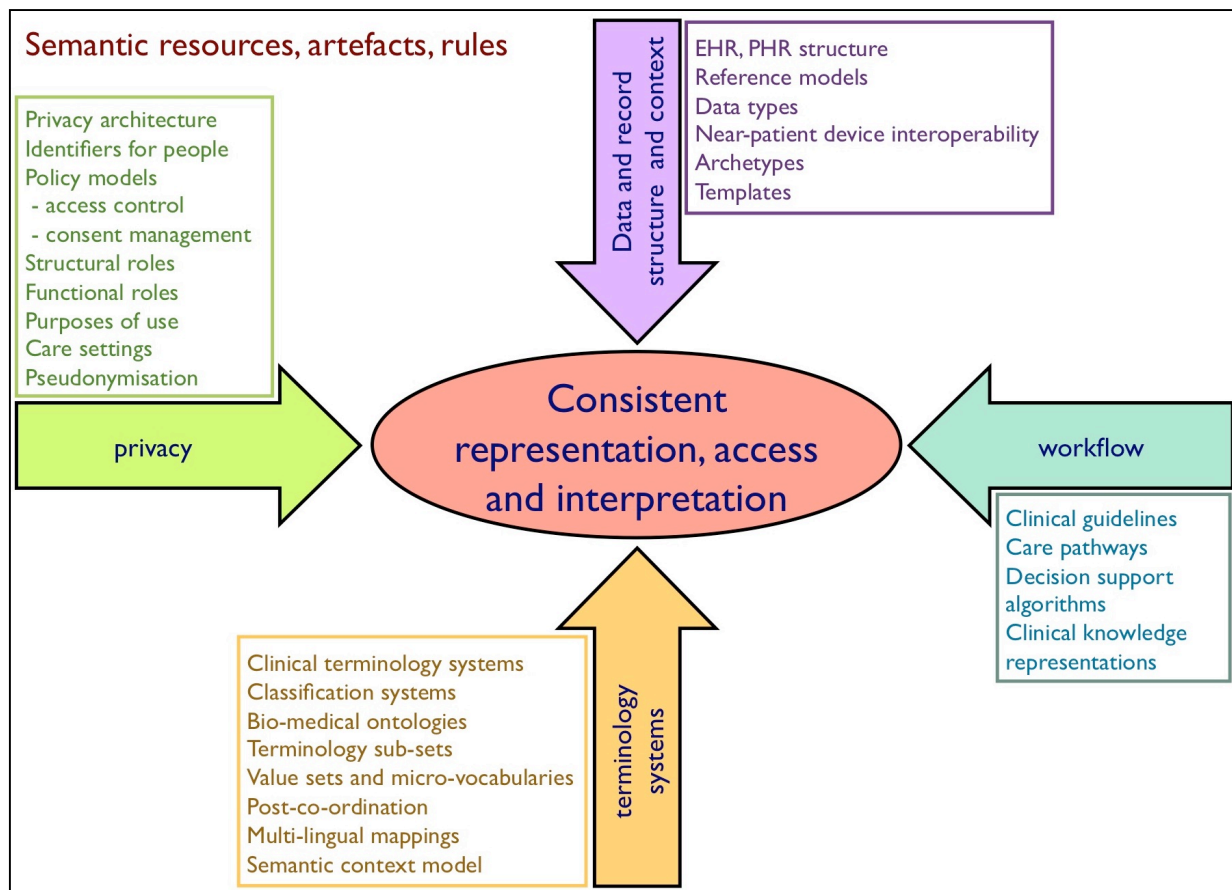 Semantic resources, artefacts, rules
Data and record
structure and context
EHR, PHR structure
Reference models
Data types
Near-patient device interoperability
Archetypes
Templates
Privacy architecture
Identifiers for people
Policy models
- access control
- consent management
Structural roles
Functional roles
Purposes of use
Care settings
Pseudonymisation
privacy
Consistent
representation, access
and interpretation
workflow
Clinical guidelines
Care pathways
Decision support
algorithms
Clinical knowledge
representations
Clinical terminology systems
Classification systems
Bio-medical ontologies
Terminology sub-sets
Value sets and micro-vocabularies
Post-co-ordination
Multi-lingual mappings
Semantic context model
terminology
systems